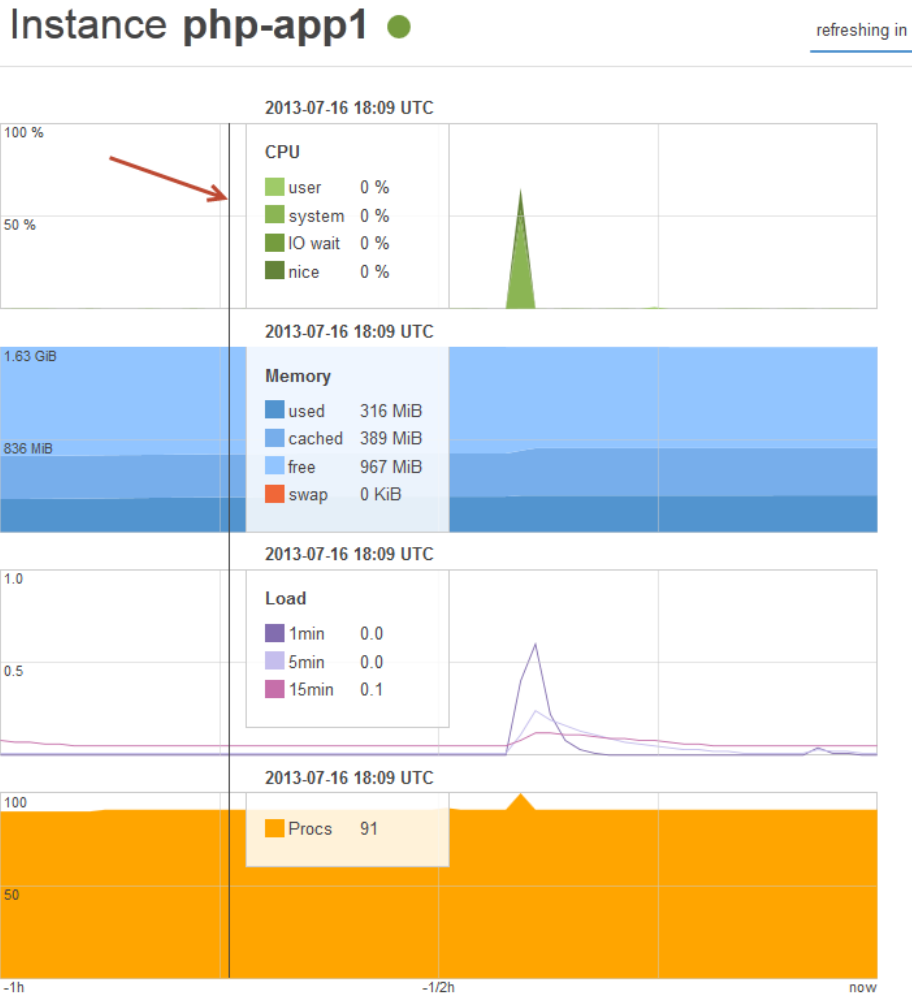 Instance php-app1
refreshing in
2013-07-16 18:09 UTC
100 %
CPU
user 0 %
system 0 %
50 %
IO wait 0 %
nice 0 %
2013-07-16 18:09 UTC
1.63 GiB
Memory
used 316 MiB
cached 389 MiB
836 MiB
free 967 MiB
swap 0 KiB
2013-07-16 18:09 UTC
1.0
Load
1min 0.0
5min 0.0
0.5
15min 0.1
2013-07-16 18:09 UTC
100
Procs 91
50
-1h -1/2h now